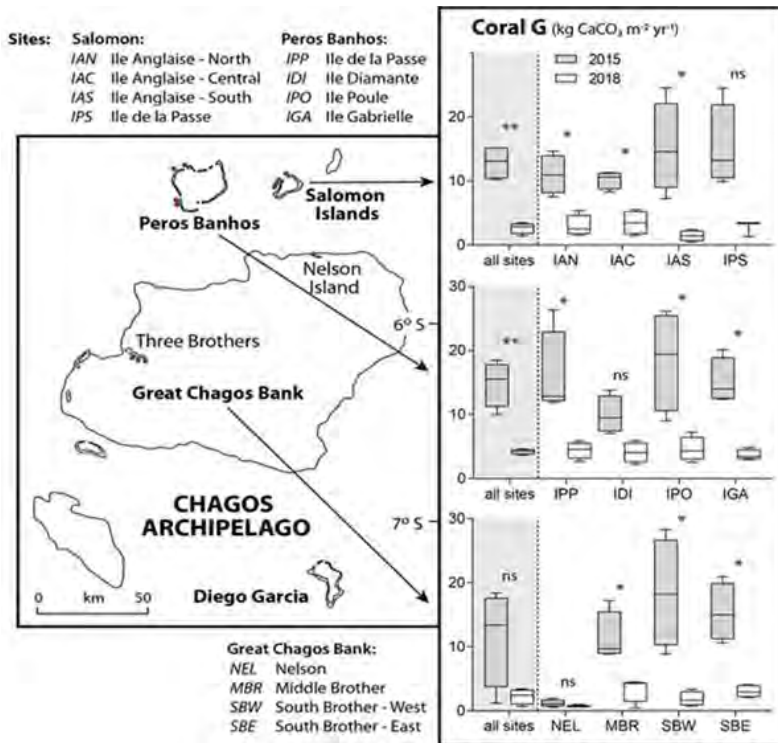 Sites: Salomon:
IAN Ile Anglaise - North
IAC Ile Anglaise - Central
IAS Ile Anglaise - South
IPS Ile de la Passe
Peros Banhos:
IPP Ile de la Passe
IDI Ile Diamante
IPO Ile Poule
IGA Ile Gabrielle
Salomon
Islands
Peros Banhos
Nelson
Island
6° S
Three Brothers
Great Chagos Bank
CHAGOS
ARCHIPELAGO
7° S
0 km 50
Diego Garcia
Great Chagos Bank:
NEL Nelson
MBR Middle Brother
SBW South Brother - West
SBE South Brother - East
Coral G (kg CaCO₃ m⁻² yr⁻¹)
2015
2018
20
10
0
** * * * ns
all sites IAN IAC IAS IPS
30
20
10
0
** * ns * *
all sites IPP IDI IPO IGA
30
20
10
0
ns ns * * *
all sites NEL MBR SBW SBE